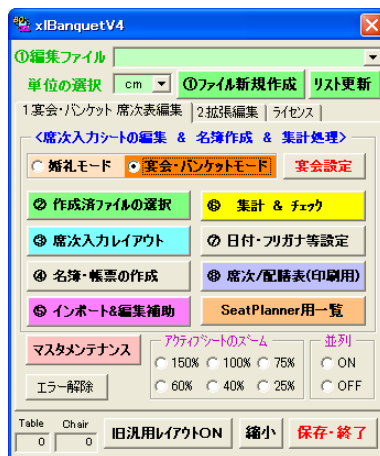 xlBanquetV4
①編集ファイル
単位の選択 cm ①ファイル新規作成 リスト更新
1.宴会・バンケット 席次表編集 2.拡張編集 ライセンス
<席次入力シートの編集 & 名簿作成 & 集計処理>
婚礼モード 宴会・バンケットモード 宴会設定
② 作成済ファイルの選択 ⑥ 集計 & チェック
③ 席次入力レイアウト ⑦ 日付・フリガナ等設定
④ 名簿・帳票の作成 ⑧ 席次/配膳表(印刷用)
⑤ インポート&編集補助 SeatPlanner用一覧
マスタメンテナンス アクティブシートのズーム 並列
150% 100% 75% ON
エラー解除 60% 40% 25% OFF
Table Chair
0 0 旧汎用レイアウトON 縮小 保存・終了